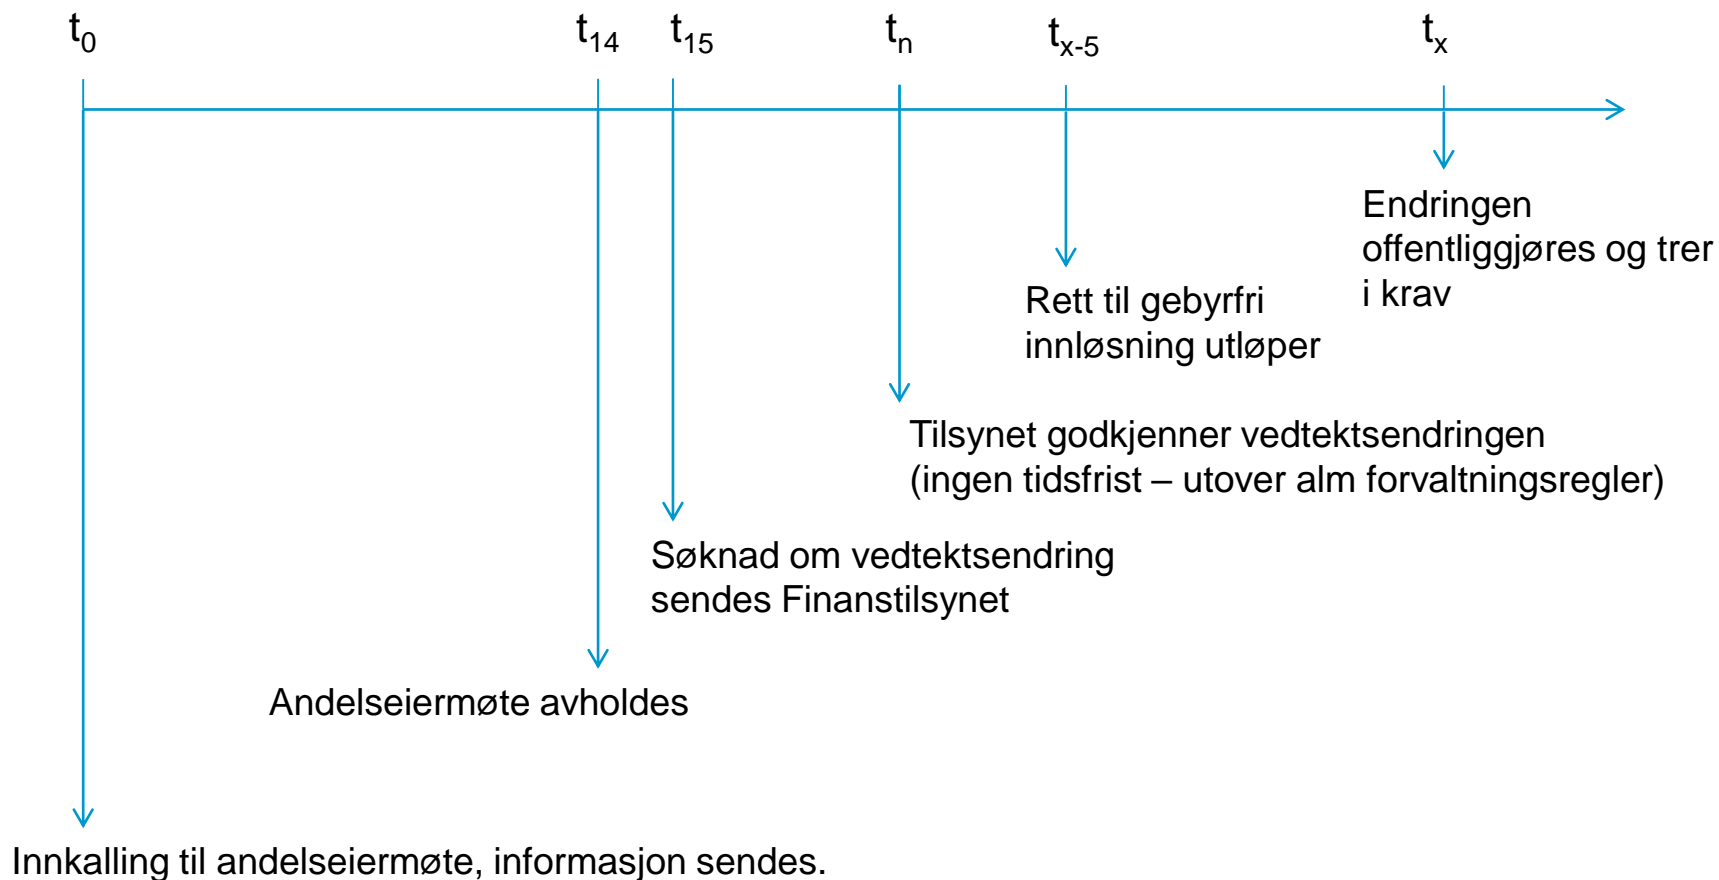 t0 t14 t15 tn tx-5 tx
Endringen
offentliggjøres og trer
i krav
Rett til gebyrfri
innløsning utløper
Tilsynet godkjenner vedtektsendringen
(ingen tidsfrist – utover alm forvaltningsregler)
Søknad om vedtektsendring
sendes Finanstilsynet
Andelseiermøte avholdes
Innkalling til andelseiermøte, informasjon sendes.